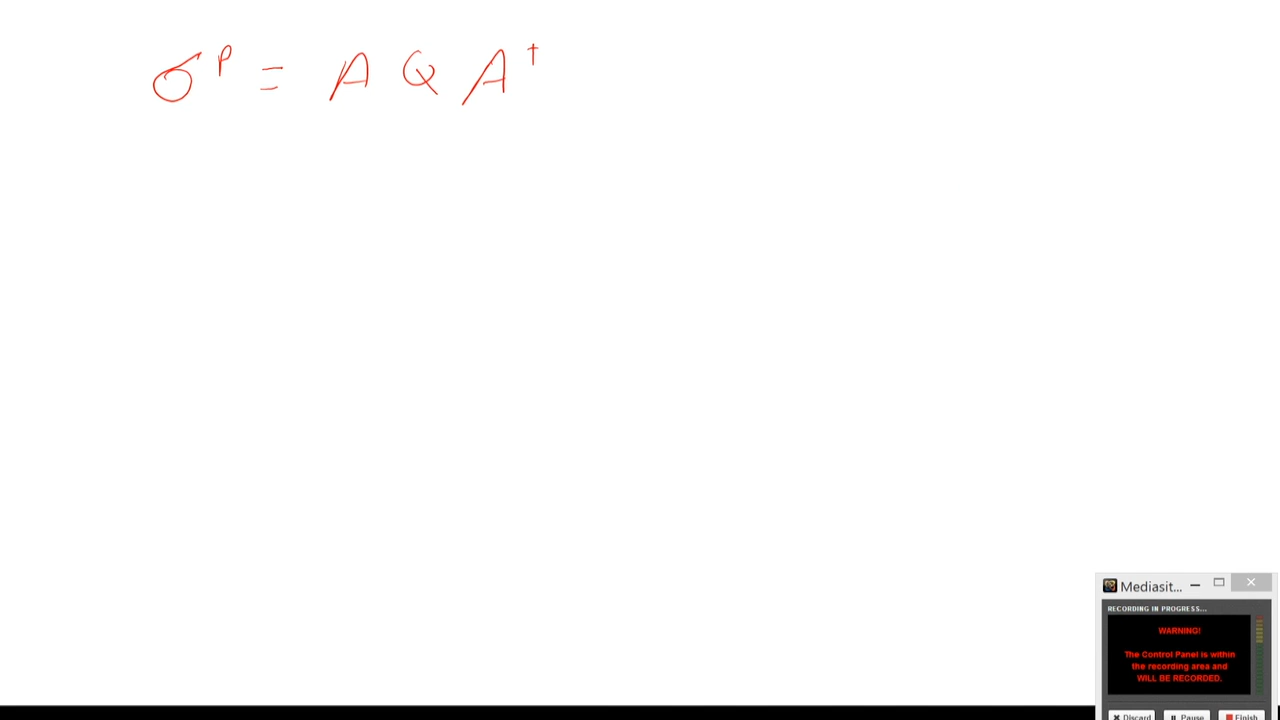 σᵖ = A Q A†
Mediasit...
RECORDING IN PROGRESS...
WARNING!
The Control Panel is within
the recording area and
WILL BE RECORDED.
Discard Pause Finish